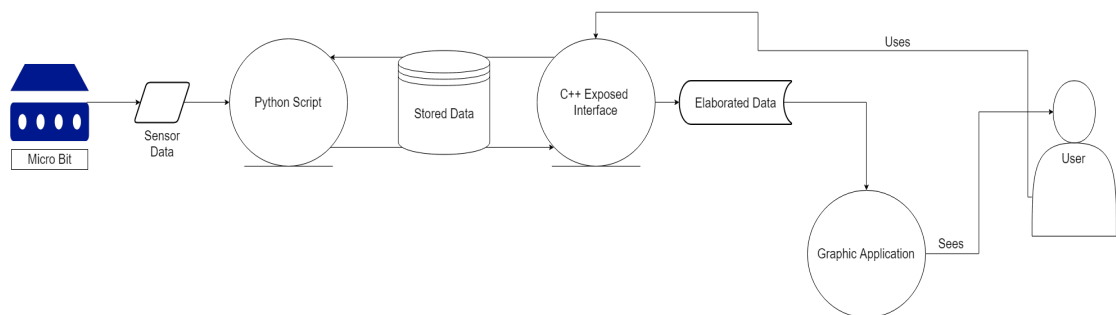 Uses
Micro Bit
Sensor
Data
Python Script
Stored Data
C++ Exposed
Interface
Elaborated Data
User
Graphic Application
Sees